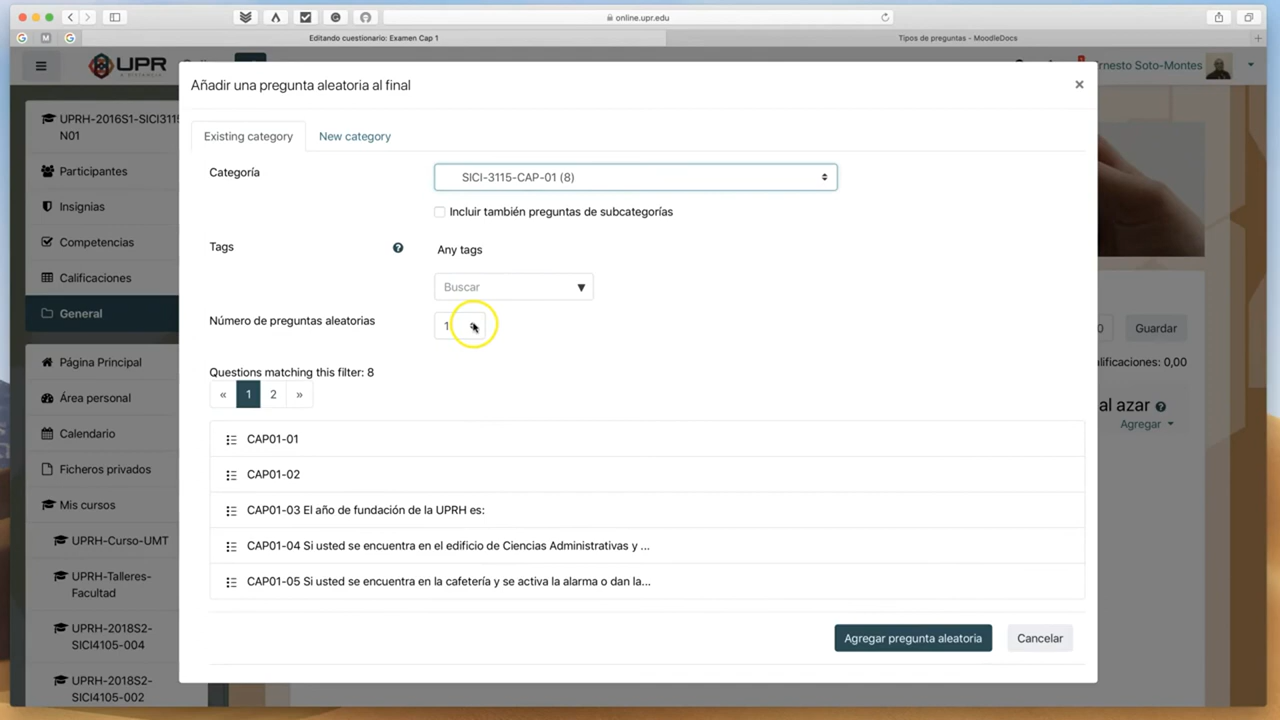 online.upr.edu
Editando cuestionario: Examen Cap 1
Tipos de preguntas - MoodleDocs
UPR
rnesto Soto-Montes
Añadir una pregunta aleatoria al final
×
Existing category
New category
Categoría
SICI-3115-CAP-01 (8)
Incluir también preguntas de subcategorías
Tags
Any tags
Buscar
Número de preguntas aleatorias
1
Questions matching this filter: 8
« 1 2 »
CAP01-01
CAP01-02
CAP01-03 El año de fundación de la UPRH es:
CAP01-04 Si usted se encuentra en el edificio de Ciencias Administrativas y ...
CAP01-05 Si usted se encuentra en la cafetería y se activa la alarma o dan la...
Agregar pregunta aleatoria
Cancelar
UPRH-2016S1-SICI3115
N01
Participantes
Insignias
Competencias
Calificaciones
General
Página Principal
Área personal
Calendario
Ficheros privados
Mis cursos
UPRH-Curso-UMT
UPRH-Talleres-
Facultad
UPRH-2018S2-
SICI4105-004
UPRH-2018S2-
SICI4105-002
0
Guardar
alificaciones: 0,00
al azar
Agregar